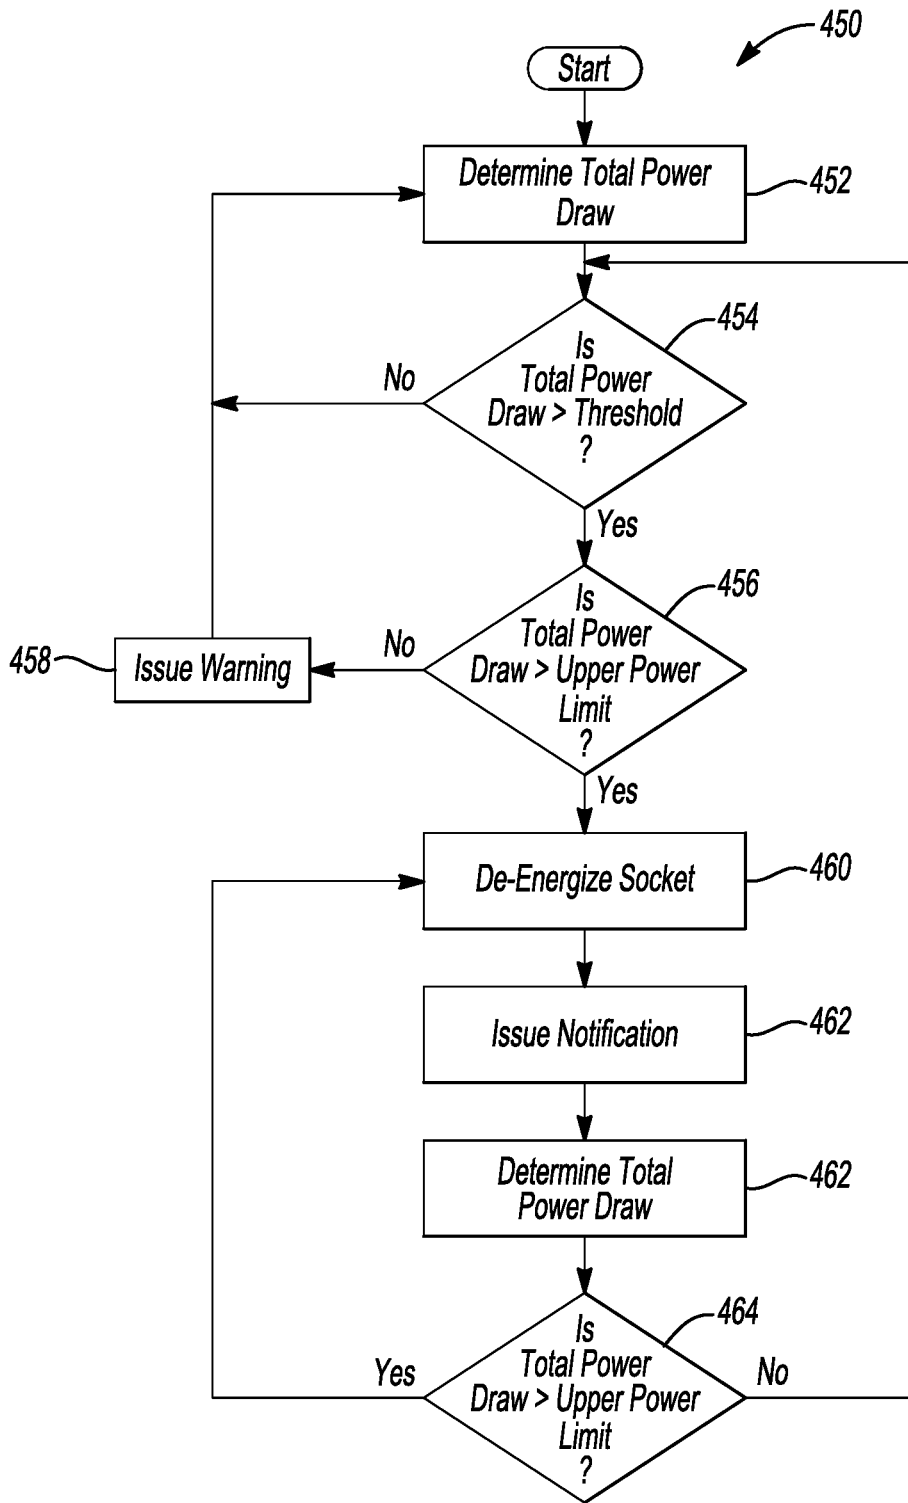 450
Start
Determine Total Power
Draw
452
454
Is
Total Power
Draw > Threshold
?
No
Yes
456
Is
Total Power
Draw > Upper Power
Limit
?
No
458
Issue Warning
Yes
De-Energize Socket
460
Issue Notification
462
Determine Total
Power Draw
462
464
Is
Total Power
Draw > Upper Power
Limit
?
Yes
No